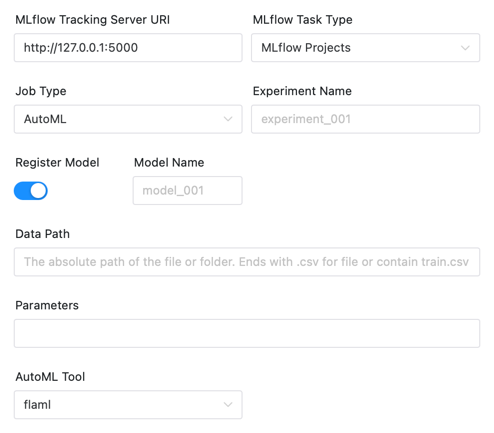 MLflow Tracking Server URI MLflow Task Type
http://127.0.0.1:5000 MLflow Projects
Job Type Experiment Name
AutoML experiment_001
Register Model Model Name
model_001
Data Path
The absolute path of the file or folder. Ends with .csv for file or contain train.csv
Parameters
AutoML Tool
flaml